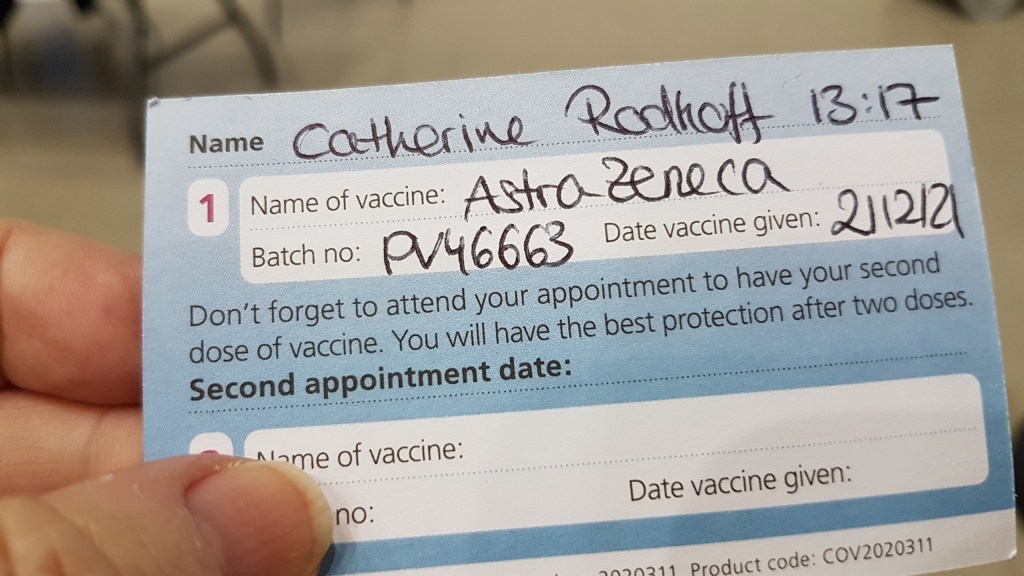 Name Catherine Rodhoff 13:17
1 Name of vaccine: AstraZeneca
Batch no: PV46663 Date vaccine given: 2/12/21
Don't forget to attend your appointment to have your second
dose of vaccine. You will have the best protection after two doses.
Second appointment date:
Name of vaccine:
no: Date vaccine given:
2020311 Product code: COV2020311